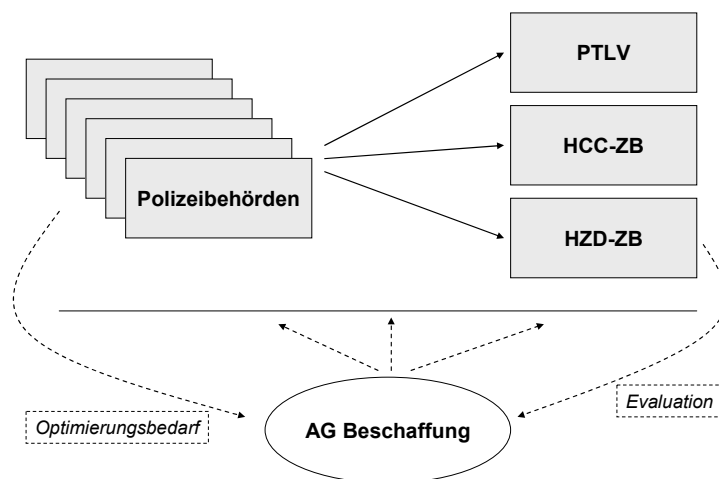 PTLV
HCC-ZB
Polizeibehörden
HZD-ZB
Optimierungsbedarf
AG Beschaffung
Evaluation